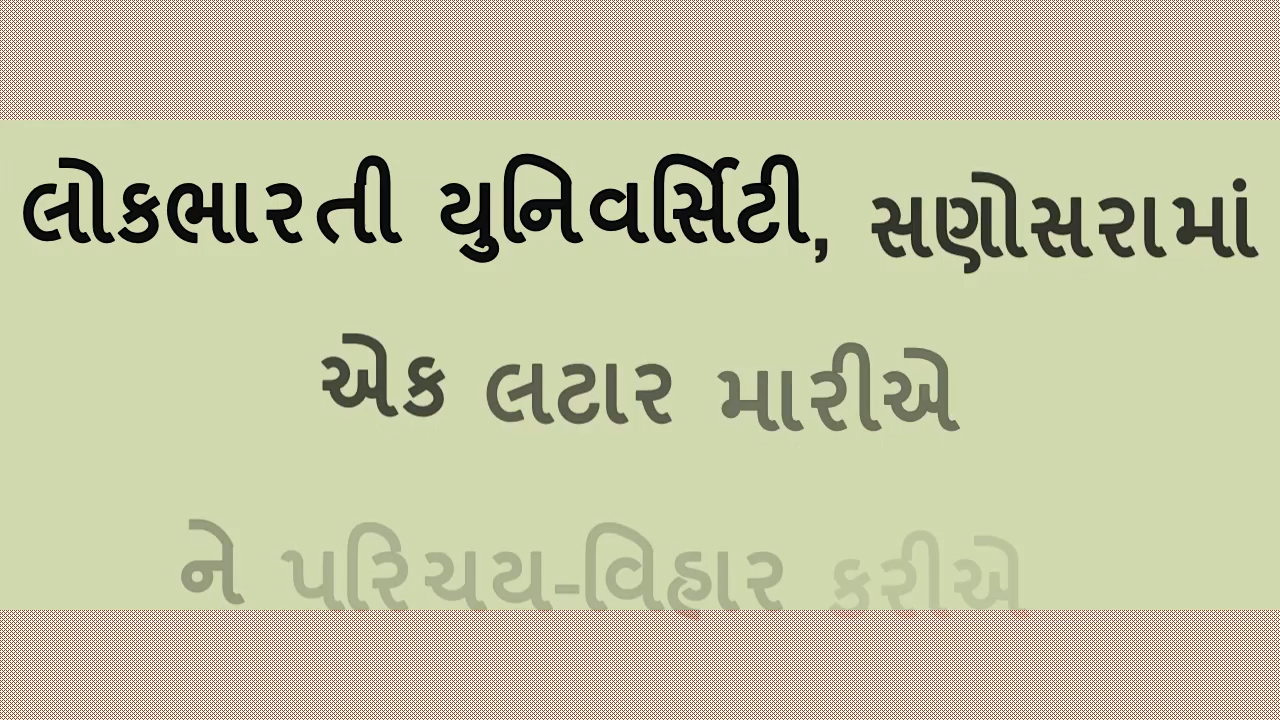 લોકભારતી યુનિવર્સિટી, સણોસરામાં
એક લટાર મારીએ
ને પરિચય-વિહાર કરીએ